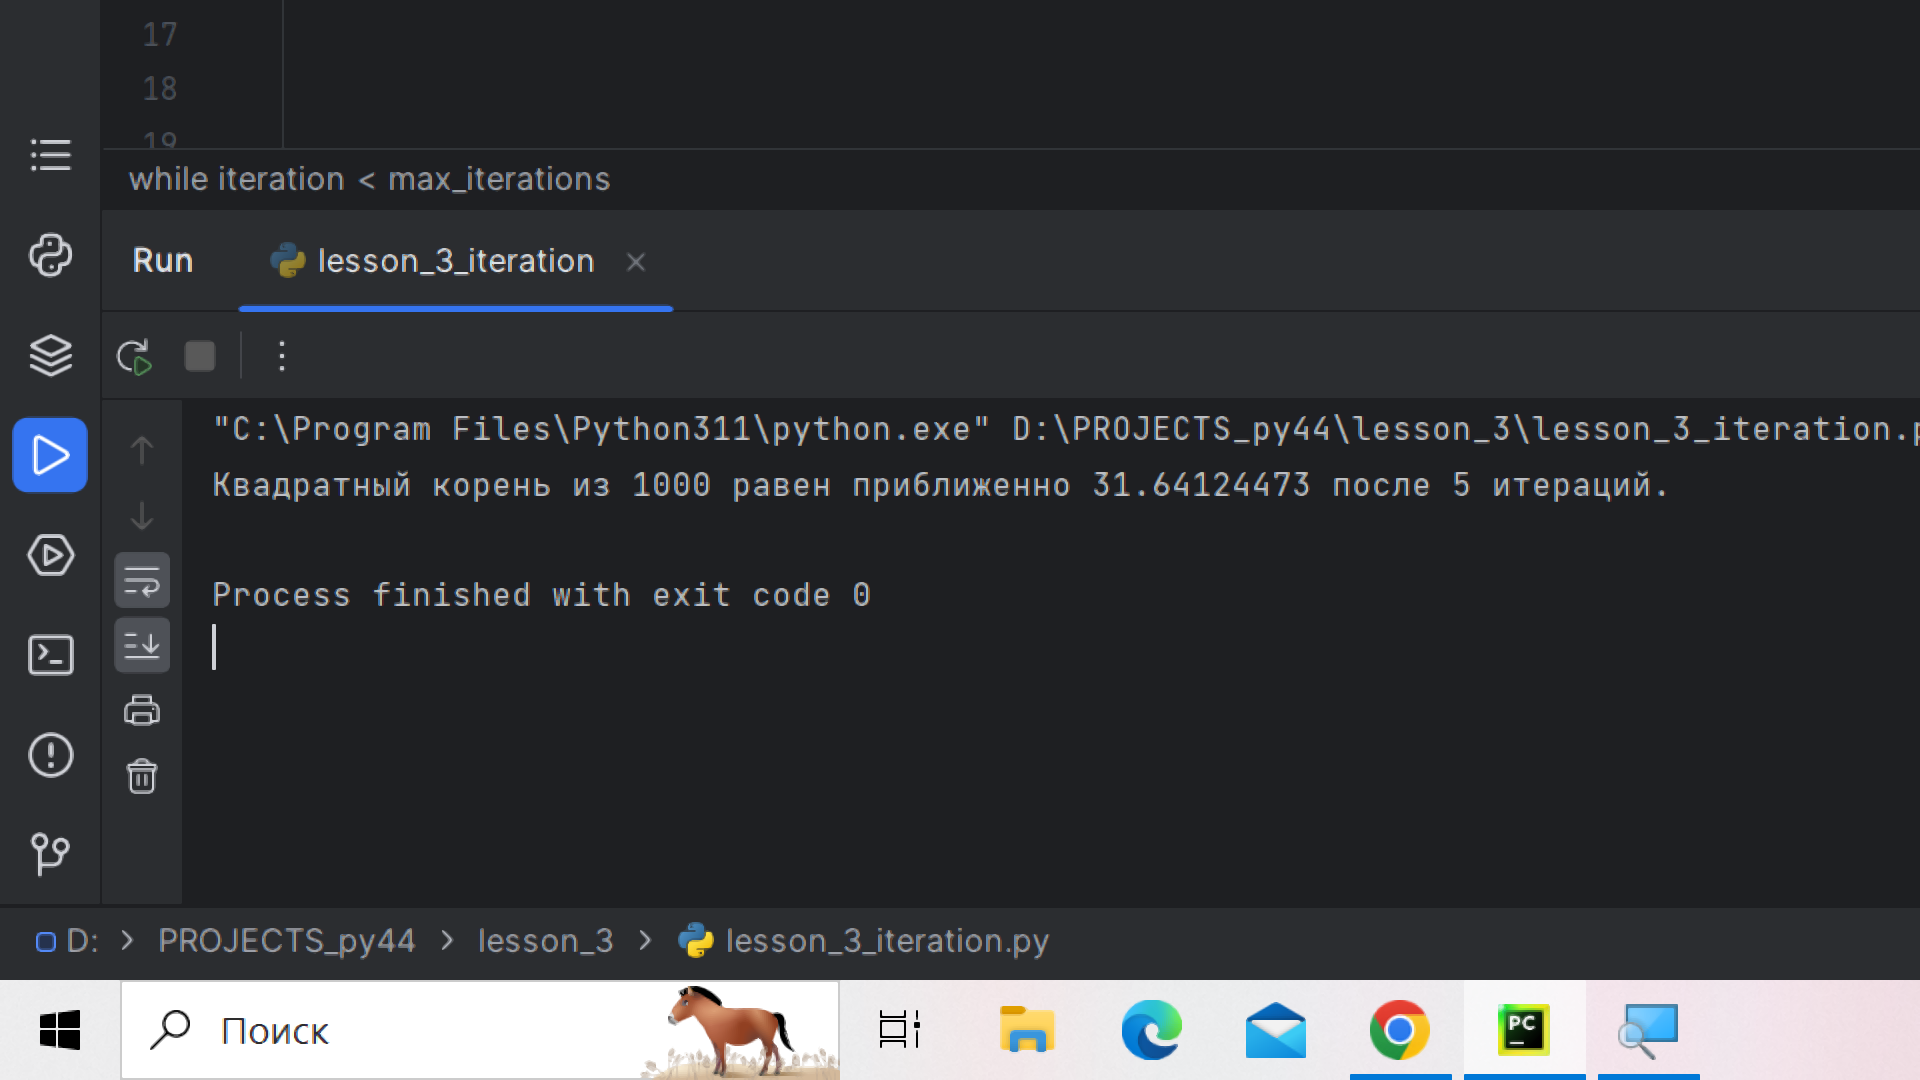 17
18
19
while iteration < max_iterations
Run lesson_3_iteration
"C:\Program Files\Python311\python.exe" D:\PROJECTS_py44\lesson_3\lesson_3_iteration.p
Квадратный корень из 1000 равен приближенно 31.64124473 после 5 итераций.
Process finished with exit code 0
D: > PROJECTS_py44 > lesson_3 > lesson_3_iteration.py
Поиск
PC